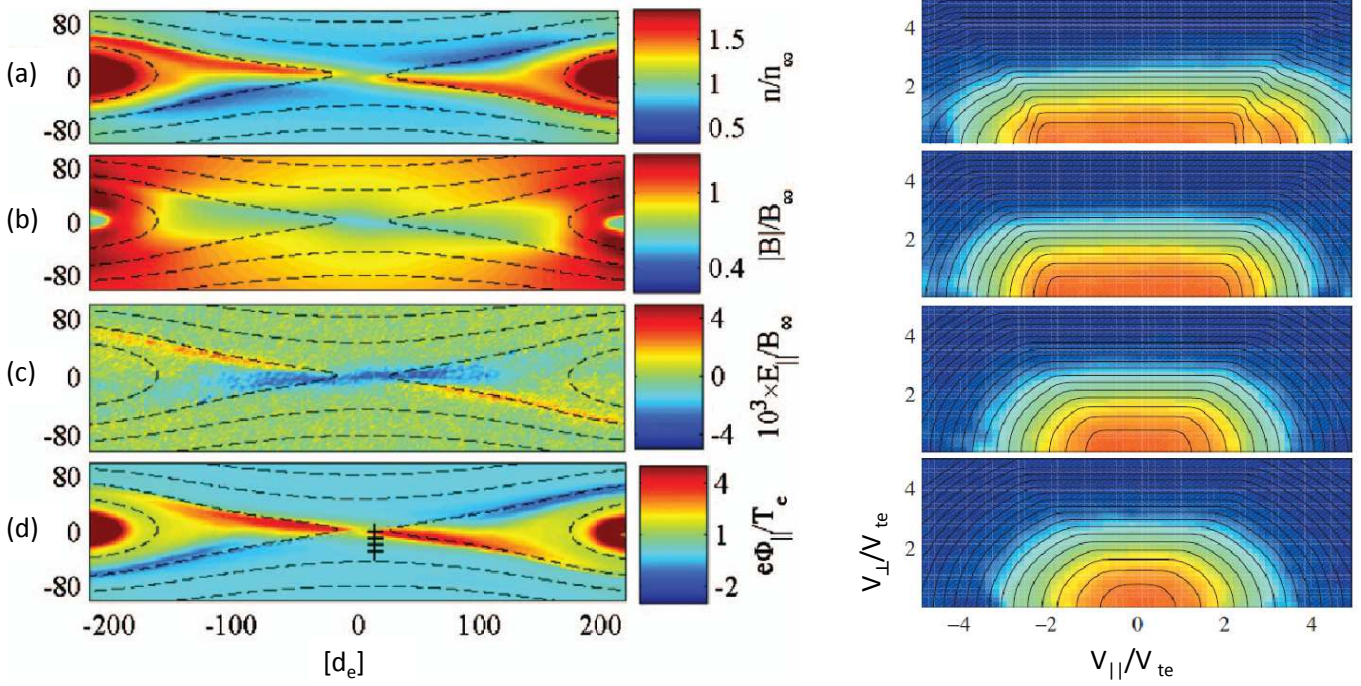 (a)
80
0
-80
1.5
1
0.5
n/n∞
(b)
80
0
-80
1
0.4
|B|/B∞
(c)
80
0
-80
4
0
-4
10³×E||/B∞
(d)
80
0
-80
4
1
-2
eΦ||/Te
-200 -100 0 100 200
[de]
4
2
4
2
4
2
4
2
V⊥/Vte
−4 −2 0 2 4
V||/Vte